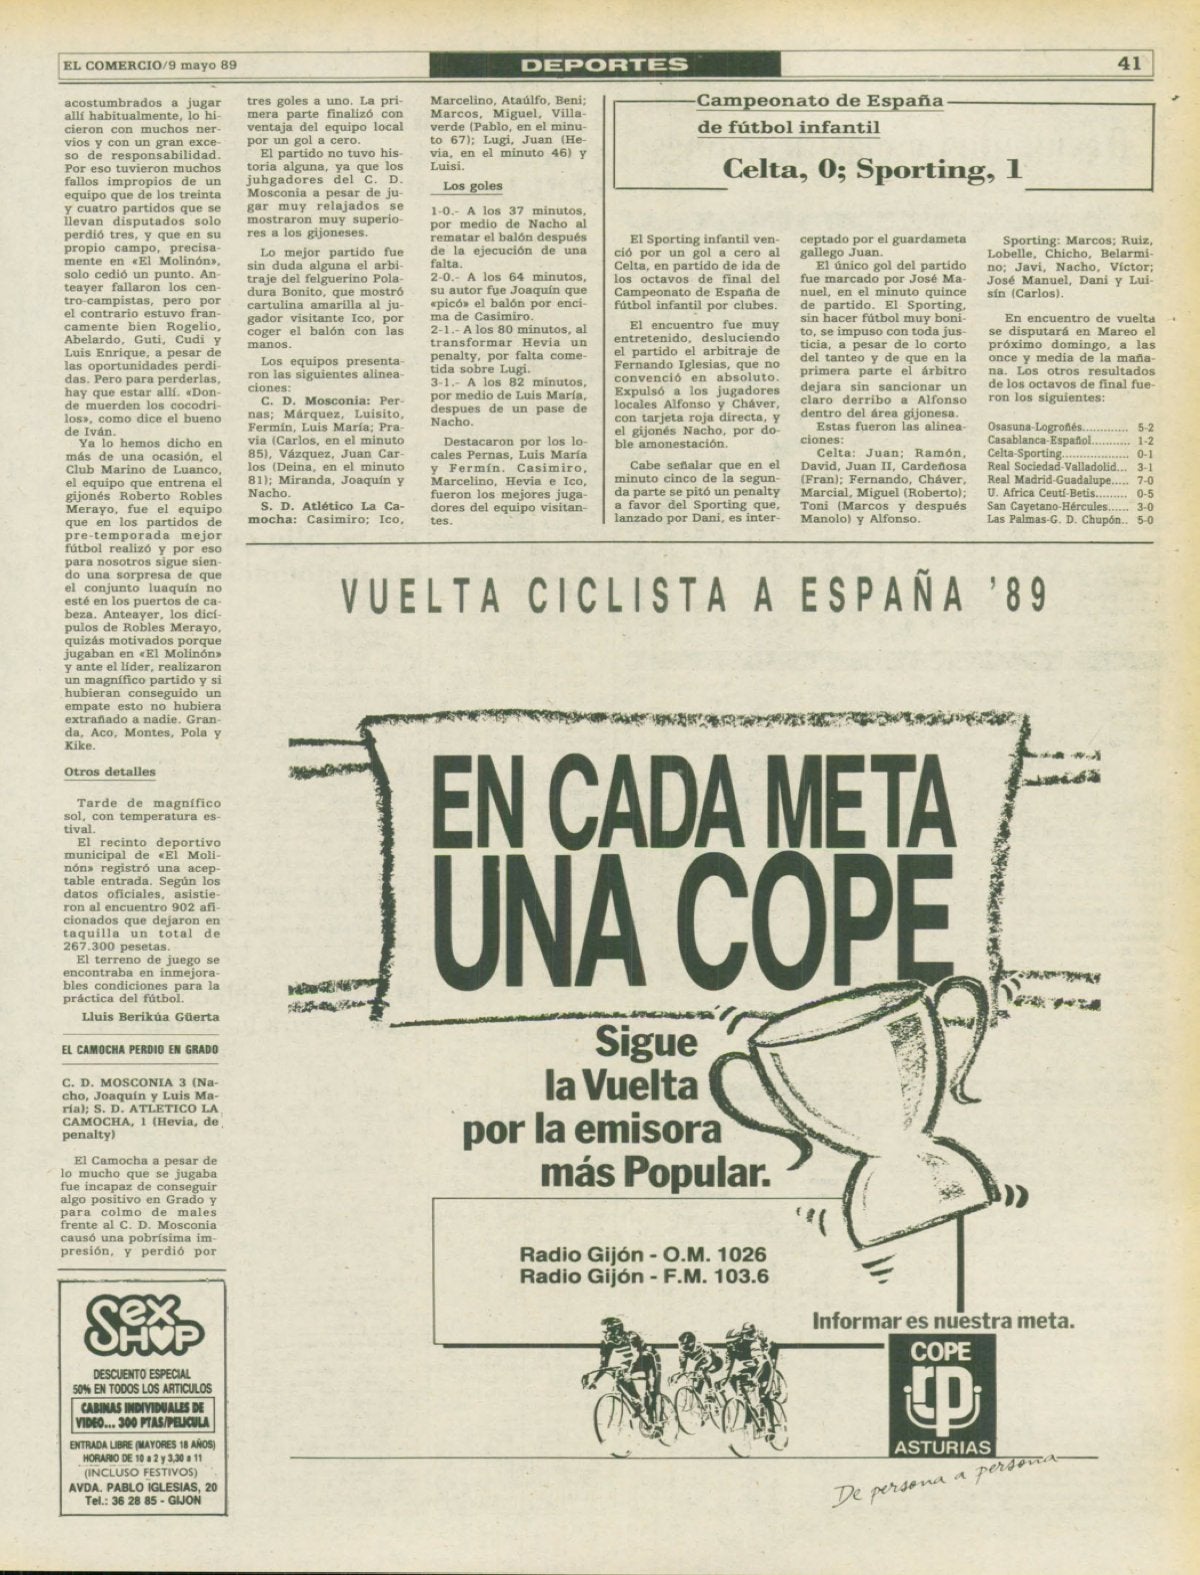 EL COMERCIO/9 mayo 89
DEPORTES
41
acostumbrados a jugar
allí habitualmente, lo hi-
cieron con muchos ner-
vios y con un gran exce-
so de responsabilidad.
Por eso tuvieron muchos
fallos impropios de un
equipo que de los treinta
y cuatro partidos que se
llevan disputados solo
perdió tres, y que en su
propio campo, precisa-
mente en «El Molinón»,
solo cedió un punto. An-
teayer fallaron los cen-
tro-campistas, pero por
el contrario estuvo fran-
camente bien Rogelio,
Abelardo, Guti, Cudi y
Luis Enrique, a pesar de
las oportunidades perdi-
das. Pero para perderlas,
hay que estar allí. «Don-
de muerden los cocodri-
los», como dice el bueno
de Iván.
Ya lo hemos dicho en
más de una ocasión, el
Club Marino de Luanco,
el equipo que entrena el
gijonés Roberto Robles
Merayo, fue el equipo
que en los partidos de
pre-temporada mejor
fútbol realizó y por eso
para nosotros sigue sien-
do una sorpresa de que
el conjunto luaquín no
esté en los puertos de ca-
beza. Anteayer, los dicí-
pulos de Robles Merayo,
quizás motivados porque
jugaban en «El Molinón»
y ante el líder, realizaron
un magnífico partido y si
hubieran conseguido un
empate esto no hubiera
extrañado a nadie. Gran-
da, Aco, Montes, Pola y
Kike.
Otros detalles
Tarde de magnífico
sol, con temperatura es-
tival.
El recinto deportivo
municipal de «El Moli-
nón» registró una acep-
table entrada. Según los
datos oficiales, asistie-
ron al encuentro 902 afi-
cionados que dejaron en
taquilla un total de
267.300 pesetas.
El terreno de juego se
encontraba en inmejora-
bles condiciones para la
práctica del fútbol.
Lluis Berikúa Güerta
EL CAMOCHA PERDIO EN GRADO
C. D. MOSCONIA 3 (Na-
cho, Joaquín y Luis Ma-
ría); S. D. ATLETICO LA
CAMOCHA, 1 (Hevia, de
penalty)
El Camocha a pesar de
lo mucho que se jugaba
fue incapaz de conseguir
algo positivo en Grado y
para colmo de males
frente al C. D. Mosconia
causó una pobrísima im-
presión, y perdió por
tres goles a uno. La pri-
mera parte finalizó con
ventaja del equipo local
por un gol a cero.
El partido no tuvo his-
toria alguna, ya que los
juhgadores del C. D.
Mosconia a pesar de ju-
gar muy relajados se
mostraron muy superio-
res a los gijoneses.
Lo mejor partido fue
sin duda alguna el arbi-
traje del felguerino Pola-
dura Bonito, que mostró
cartulina amarilla al ju-
gador visitante Ico, por
coger el balón con las
manos.
Los equipos presenta-
ron las siguientes alinea-
ciones:
C. D. Mosconia: Per-
nas; Márquez, Luisito,
Fermín, Luis María; Pra-
via (Carlos, en el minuto
85), Vázquez, Juan Car-
los (Deina, en el minuto
81); Miranda, Joaquín y
Nacho.
S. D. Atlético La Ca-
mocha: Casimiro; Ico,
Marcelino, Ataúlfo, Beni;
Marcos, Miguel, Villa-
verde (Pablo, en el minu-
to 67); Lugi, Juan (He-
via, en el minuto 46) y
Luisi.
Los goles
1-0.- A los 37 minutos,
por medio de Nacho al
rematar el balón después
de la ejecución de una
falta.
2-0.- A los 64 minutos,
su autor fue Joaquín que
«picó» el balón por enci-
ma de Casimiro.
2-1.- A los 80 minutos, al
transformar Hevia un
penalty, por falta come-
tida sobre Lugi.
3-1.- A los 82 minutos,
por medio de Luis María,
despues de un pase de
Nacho.
Destacaron por los lo-
cales Pernas, Luis María
y Fermín. Casimiro,
Marcelino, Hevia e Ico,
fueron los mejores juga-
dores del equipo visitan-
tes.
Campeonato de España
de fútbol infantil
Celta, 0; Sporting, 1
El Sporting infantil ven-
ció por un gol a cero al
Celta, en partido de ida de
los octavos de final del
Campeonato de España de
fútbol infantil por clubes.
El encuentro fue muy
entretenido, desluciendo
el partido el arbitraje de
Fernando Iglesias, que no
convenció en absoluto.
Expulsó a los jugadores
locales Alfonso y Cháver,
con tarjeta roja directa, y
el gijonés Nacho, por do-
ble amonestación.
Cabe señalar que en el
minuto cinco de la segun-
da parte se pitó un penalty
a favor del Sporting que,
lanzado por Dani, es inter-
ceptado por el guardameta
gallego Juan.
El único gol del partido
fue marcado por José Ma-
nuel, en el minuto quince
de partido. El Sporting,
sin hacer fútbol muy boni-
to, se impuso con toda jus-
ticia, a pesar de lo corto
del tanteo y de que en la
primera parte el árbitro
dejara sin sancionar un
claro derribo a Alfonso
dentro del área gijonesa.
Estas fueron las alinea-
ciones:
Celta: Juan; Ramón,
David, Juan II, Cardeñosa
(Fran); Fernando, Cháver,
Marcial, Miguel (Roberto);
Toni (Marcos y después
Manolo) y Alfonso.
Sporting: Marcos; Ruiz,
Lobelle, Chicho, Belarmi-
no; Javi, Nacho, Víctor;
José Manuel, Dani y Lui-
sín (Carlos).
En encuentro de vuelta
se disputará en Mareo el
próximo domingo, a las
once y media de la maña-
na. Los otros resultados
de los octavos de final fue-
ron los siguientes:
Osasuna-Logroñés............ 5-2
Casablanca-Español.......... 1-2
Celta-Sporting................. 0-1
Real Sociedad-Valladolid... 3-1
Real Madrid-Guadalupe..... 7-0
U. Africa Ceutí-Betis......... 0-5
San Cayetano-Hércules...... 3-0
Las Palmas-G. D. Chupón.. 5-0
VUELTA CICLISTA A ESPAÑA '89
EN CADA META
UNA COPE
Sigue
la Vuelta
por la emisora
más Popular.
Radio Gijón - O.M. 1026
Radio Gijón - F.M. 103.6
Informar es nuestra meta.
COPE
rp
ASTURIAS
De persona a persona
Sex
SHOP
DESCUENTO ESPECIAL
50% EN TODOS LOS ARTICULOS
CABINAS INDIVIDUALES DE
VIDEO... 300 PTAS/PELICULA
ENTRADA LIBRE (MAYORES 18 AÑOS)
HORARIO DE 10 a 2 y 3,30 a 11
(INCLUSO FESTIVOS)
AVDA. PABLO IGLESIAS, 20
Tel.: 36 28 85 - GIJON